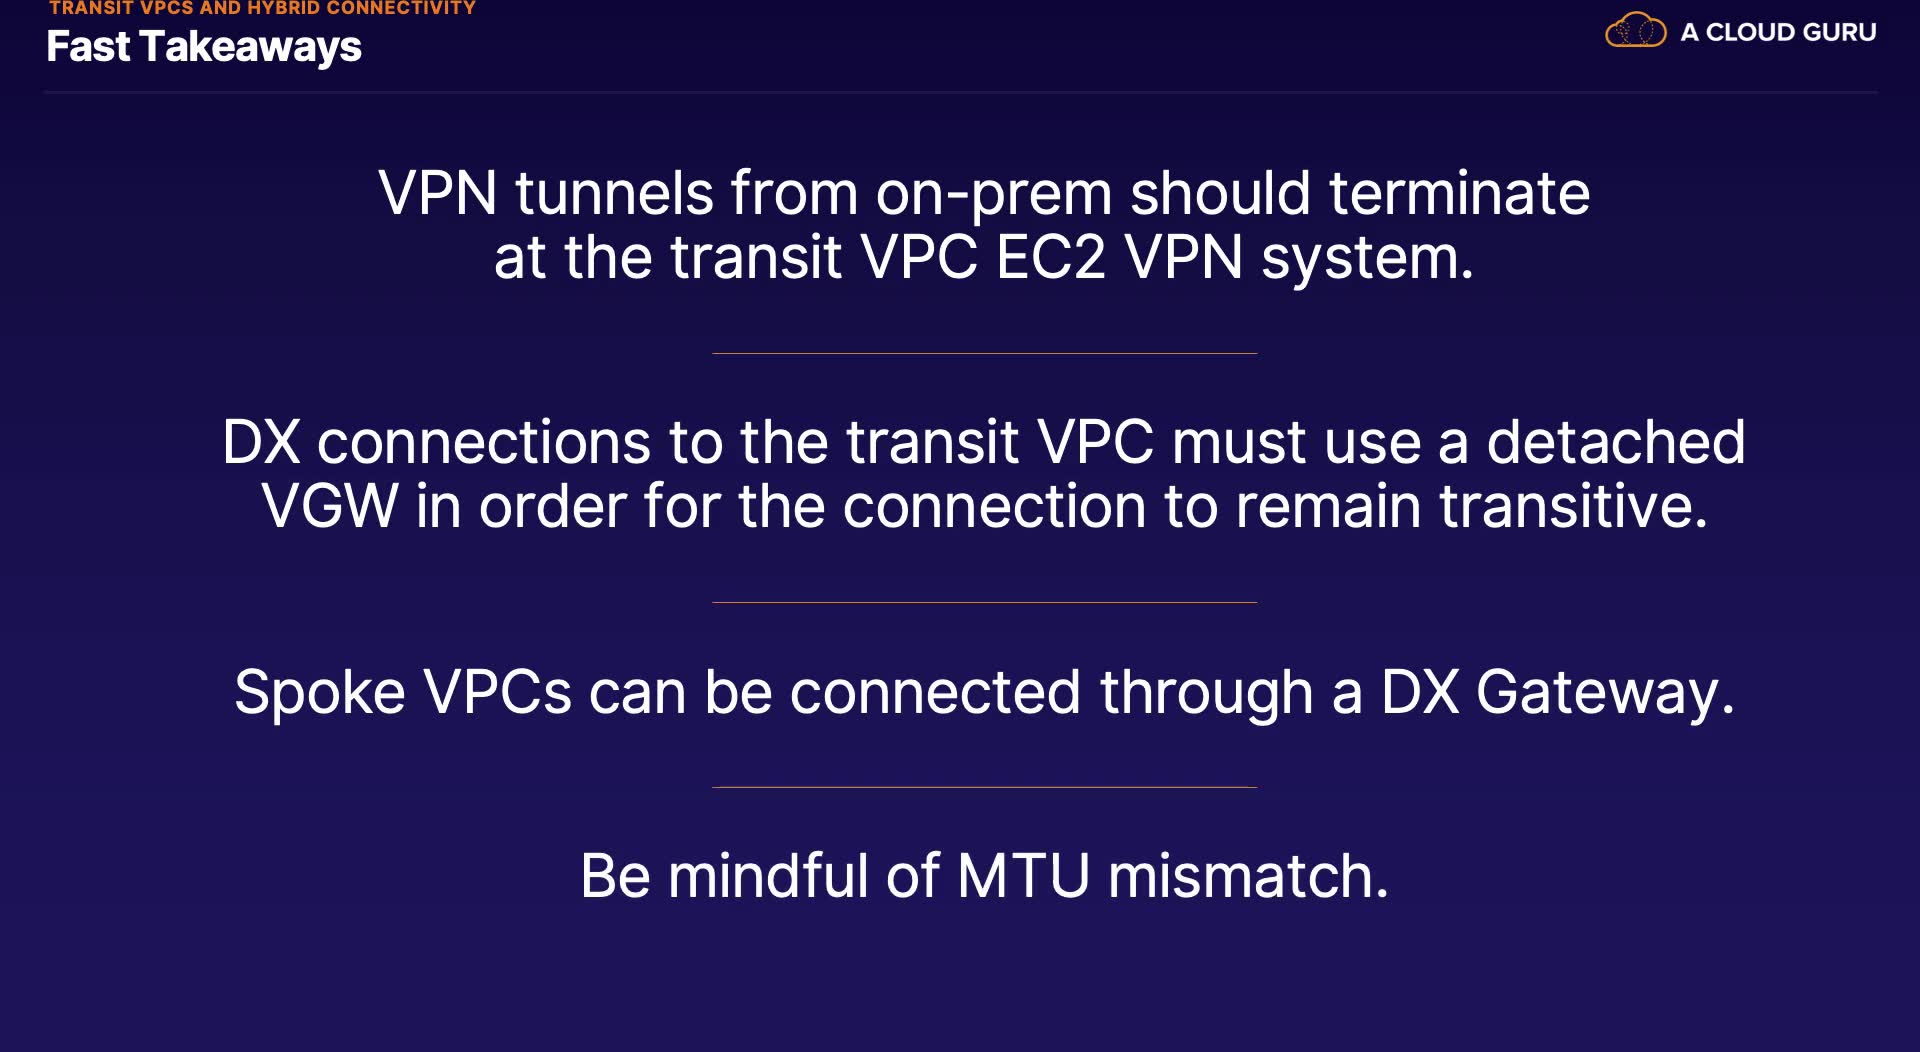 TRANSIT VPCS AND HYBRID CONNECTIVITY
Fast Takeaways
A CLOUD GURU
VPN tunnels from on-prem should terminate
at the transit VPC EC2 VPN system.
DX connections to the transit VPC must use a detached
VGW in order for the connection to remain transitive.
Spoke VPCs can be connected through a DX Gateway.
Be mindful of MTU mismatch.